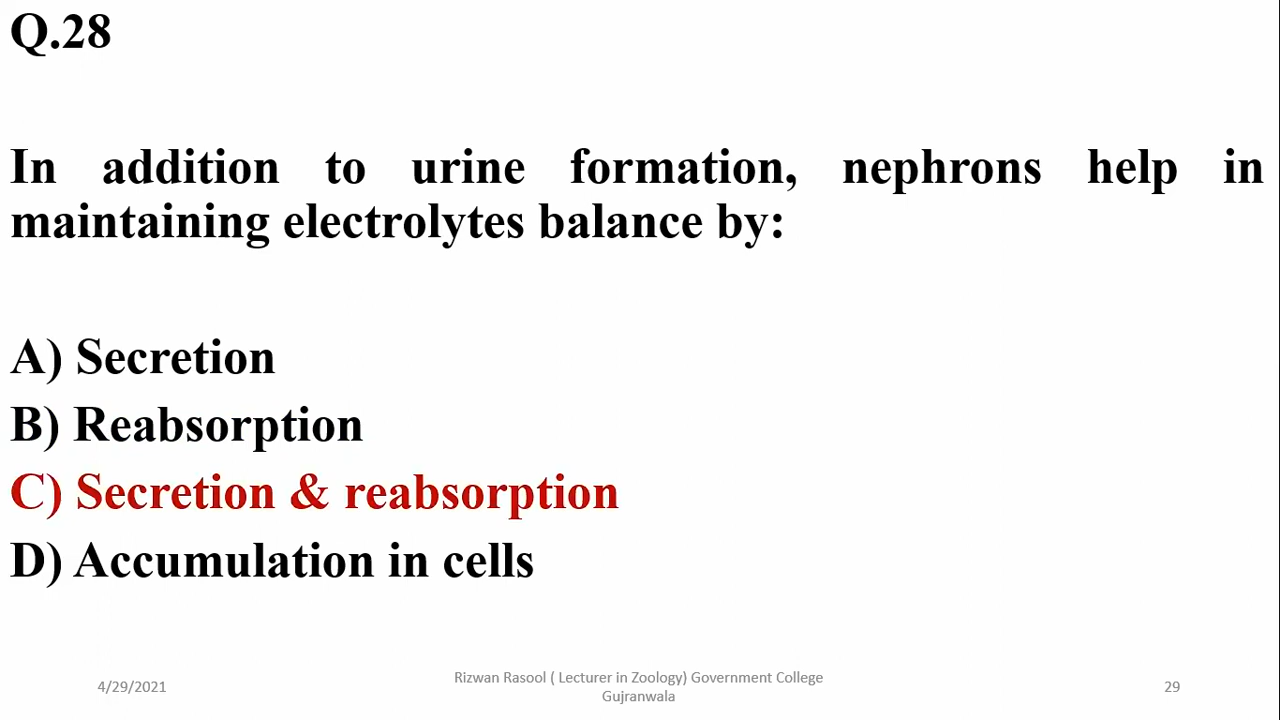 Q.28
In addition to urine formation, nephrons help in
maintaining electrolytes balance by:
A) Secretion
B) Reabsorption
C) Secretion & reabsorption
D) Accumulation in cells
4/29/2021
Rizwan Rasool ( Lecturer in Zoology) Government College
Gujranwala
29